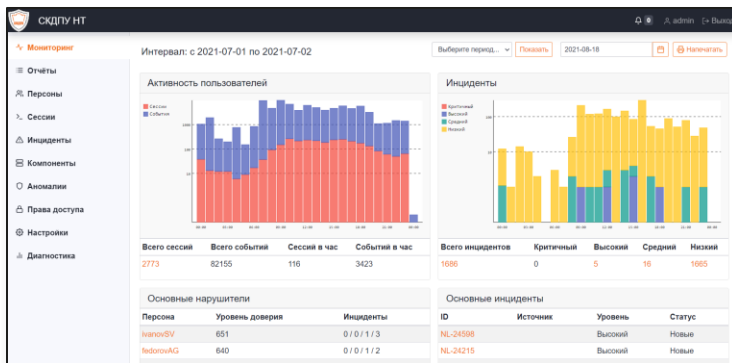 СКДПУ НТ
0 admin Выход
Мониторинг
Отчёты
Персоны
Сессии
Инциденты
Компоненты
Аномалии
Права доступа
Настройки
Диагностика
Интервал: с 2021-07-01 по 2021-07-02
Выберите период... Показать 2021-08-18 Напечатать
Активность пользователей
Сессии
События
Всего сессий Всего событий Сессий в час Событий в час
2773 82155 116 3423
Инциденты
Критичный
Высокий
Средний
Низкий
Всего инцидентов Критичный Высокий Средний Низкий
1686 0 5 16 1665
Основные нарушители
Персона Уровень доверия Инциденты
ivanovSV 651 0 / 0 / 1 / 3
fedorovAG 640 0 / 0 / 1 / 2
Основные инциденты
ID Источник Уровень Статус
NL-24598 Высокий Новые
NL-24215 Высокий Новые